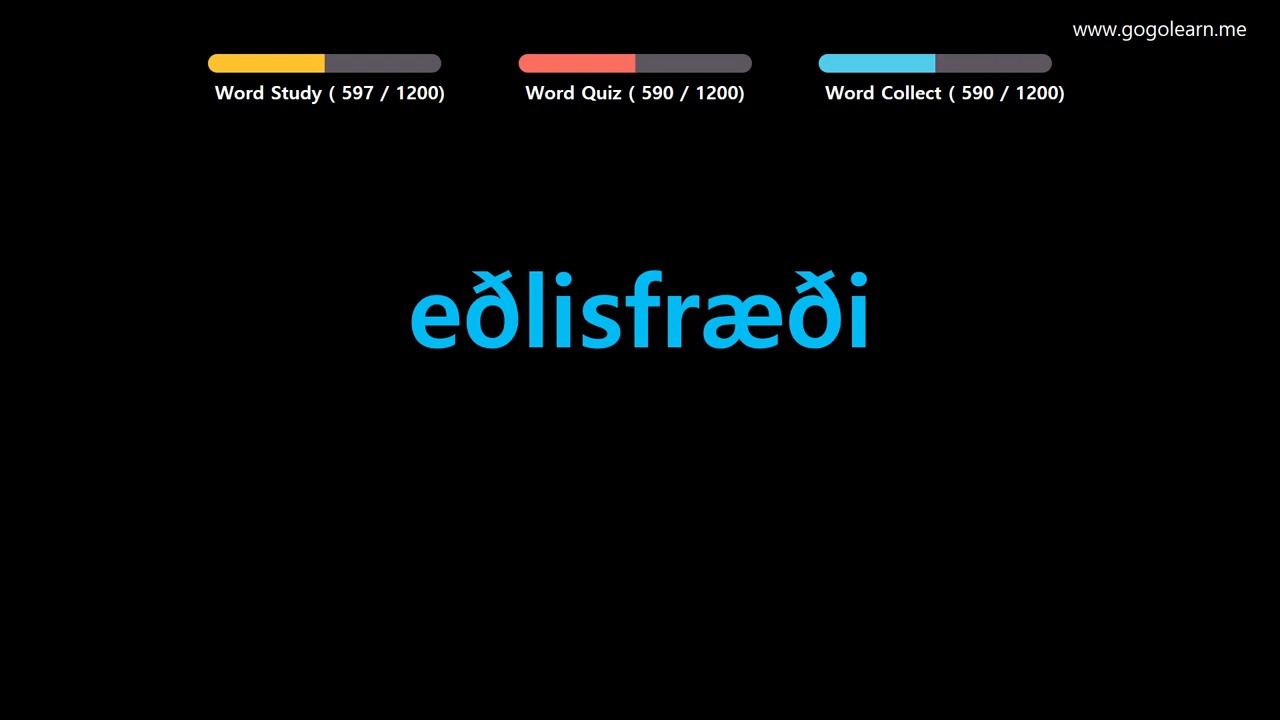 www.gogolearn.me
Word Study ( 597 / 1200)
Word Quiz ( 590 / 1200)
Word Collect ( 590 / 1200)
eðlisfræði